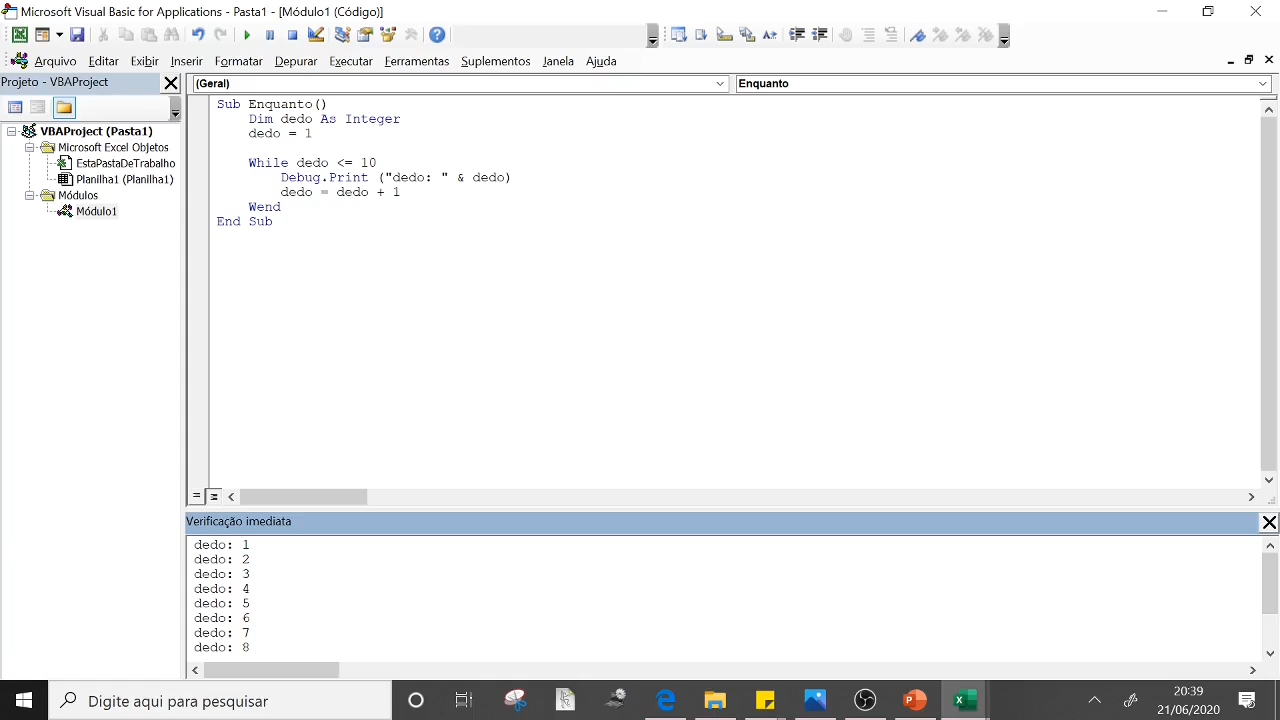 Microsoft Visual Basic for Applications - Pasta1 - [Módulo1 (Código)]
Arquivo Editar Exibir Inserir Formatar Depurar Executar Ferramentas Suplementos Janela Ajuda
Projeto - VBAProject
(Geral)
Enquanto
VBAProject (Pasta1)
Microsoft Excel Objetos
EstaPastaDeTrabalho
Planilha1 (Planilha1)
Módulos
Módulo1
Sub Enquanto()
Dim dedo As Integer
dedo = 1
While dedo <= 10
Debug.Print ("dedo: " & dedo)
dedo = dedo + 1
Wend
End Sub
Verificação imediata
dedo: 1
dedo: 2
dedo: 3
dedo: 4
dedo: 5
dedo: 6
dedo: 7
dedo: 8
Digite aqui para pesquisar
20:39
21/06/2020